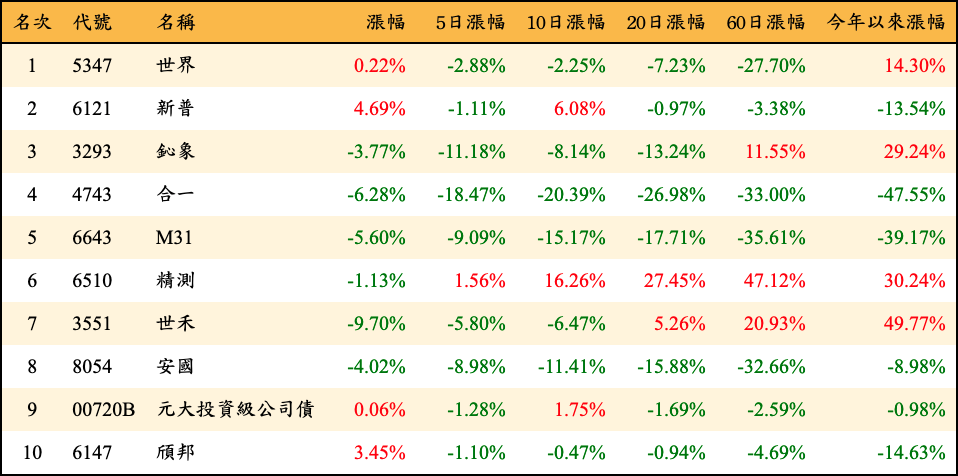 名次 代號 名稱 漲幅 5日漲幅 10日漲幅 20日漲幅 60日漲幅 今年以來漲幅
1 5347 世界 0.22% -2.88% -2.25% -7.23% -27.70% 14.30%
2 6121 新普 4.69% -1.11% 6.08% -0.97% -3.38% -13.54%
3 3293 鈊象 -3.77% -11.18% -8.14% -13.24% 11.55% 29.24%
4 4743 合一 -6.28% -18.47% -20.39% -26.98% -33.00% -47.55%
5 6643 M31 -5.60% -9.09% -15.17% -17.71% -35.61% -39.17%
6 6510 精測 -1.13% 1.56% 16.26% 27.45% 47.12% 30.24%
7 3551 世禾 -9.70% -5.80% -6.47% 5.26% 20.93% 49.77%
8 8054 安國 -4.02% -8.98% -11.41% -15.88% -32.66% -8.98%
9 00720B 元大投資級公司債 0.06% -1.28% 1.75% -1.69% -2.59% -0.98%
10 6147 頎邦 3.45% -1.10% -0.47% -0.94% -4.69% -14.63%